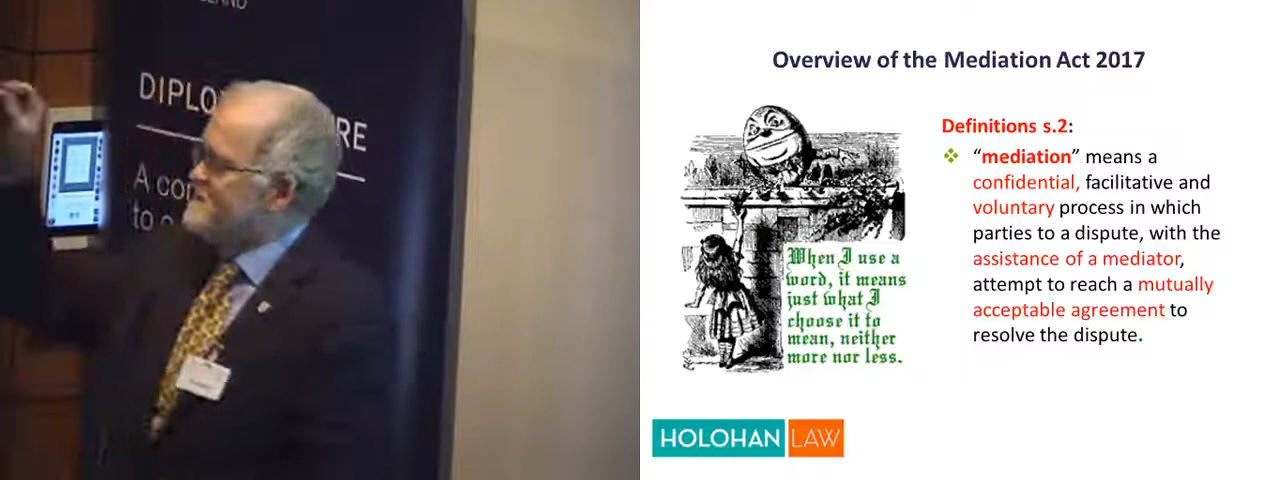 DIPLO
RE
A co
to
Overview of the Mediation Act 2017
Definitions s.2:
“mediation” means a
confidential, facilitative and
voluntary process in which
parties to a dispute, with the
assistance of a mediator,
attempt to reach a mutually
acceptable agreement to
resolve the dispute.
When I use a
word, it means
just what I
choose it to
mean, neither
more nor less.
HOLOHAN LAW